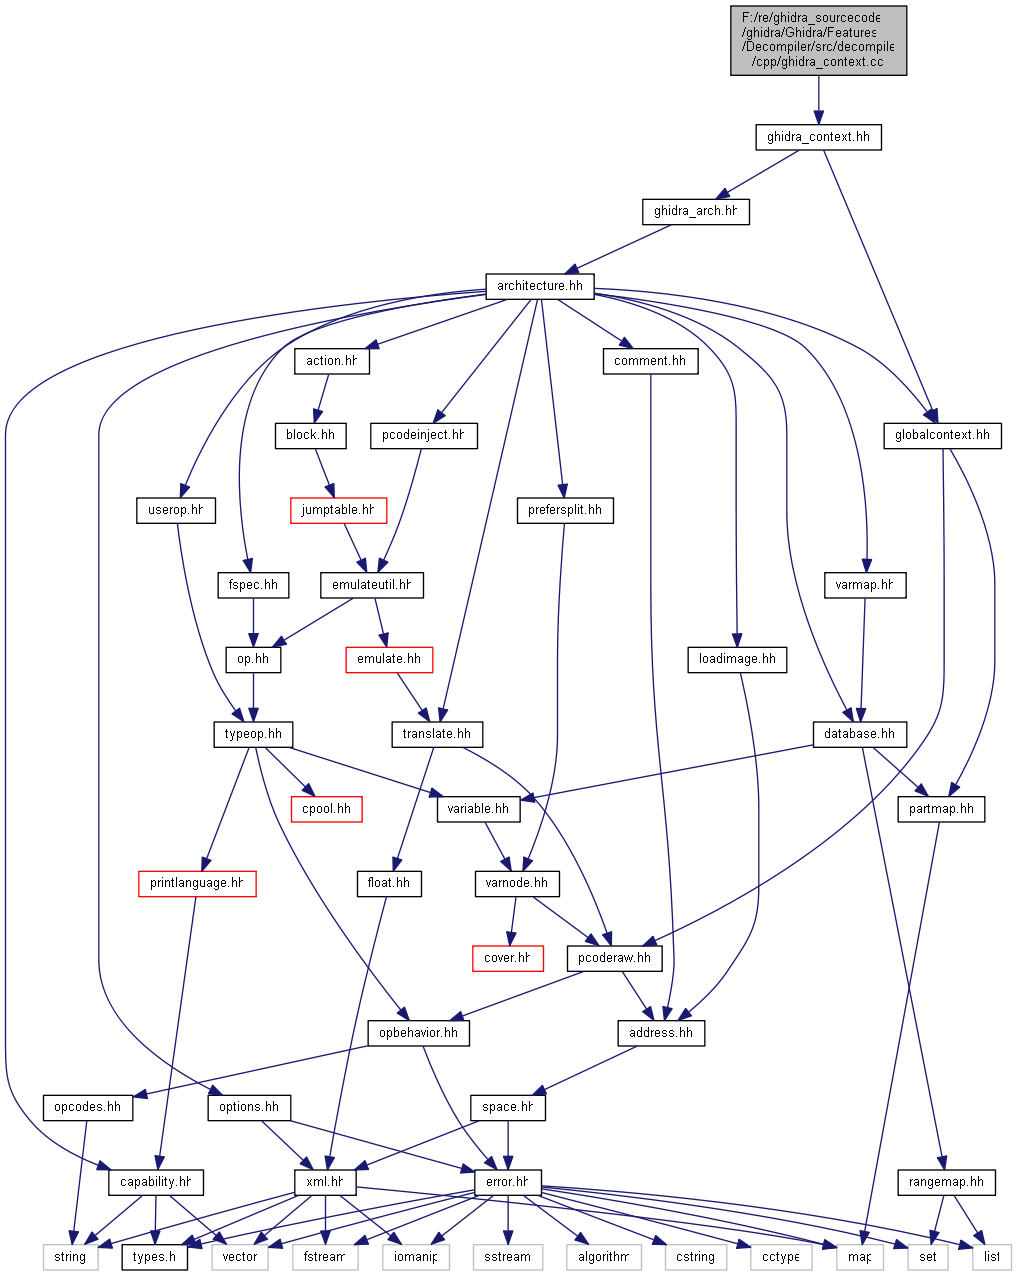 F:/re/ghidra_sourcecode
/ghidra/Ghidra/Features
/Decompiler/src/decompile
/cpp/ghidra_context.cc
ghidra_context.hh
ghidra_arch.hh
architecture.hh
action.hh
comment.hh
block.hh
pcodeinject.hh
globalcontext.hh
userop.hh
jumptable.hh
prefersplit.hh
fspec.hh
emulateutil.hh
varmap.hh
op.hh
emulate.hh
loadimage.hh
typeop.hh
translate.hh
database.hh
cpool.hh
variable.hh
partmap.hh
printlanguage.hh
float.hh
varnode.hh
cover.hh
pcoderaw.hh
opbehavior.hh
address.hh
opcodes.hh
options.hh
space.hh
capability.hh
xml.hh
error.hh
rangemap.hh
string
types.h
vector
fstream
iomanip
sstream
algorithm
cstring
cctype
map
set
list